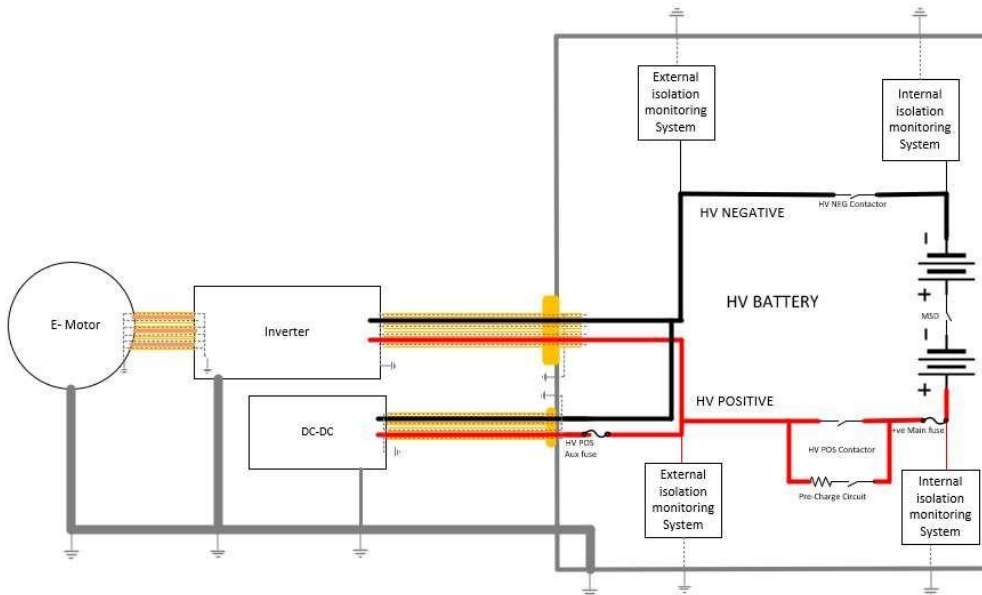 External
isolation
monitoring
System
Internal
isolation
monitoring
System
HV NEGATIVE
HV NEG Contactor
-
HV BATTERY
+
MSD
-
+
E- Motor
Inverter
HV POSITIVE
DC-DC
HV POS
Aux fuse
+ve Main fuse
HV POS Contactor
Pre-Charge Circuit
External
isolation
monitoring
System
Internal
isolation
monitoring
System